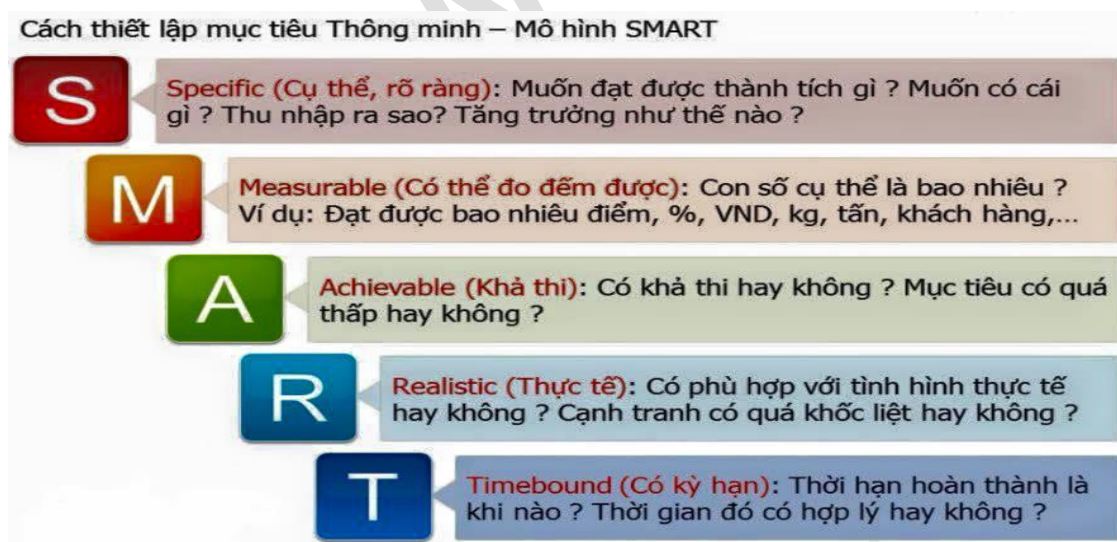 Cách thiết lập mục tiêu Thông minh – Mô hình SMART
S
Specific (Cụ thể, rõ ràng): Muốn đạt được thành tích gì ? Muốn có cái
gì ? Thu nhập ra sao? Tăng trưởng như thế nào ?
M
Measurable (Có thể đo đếm được): Con số cụ thể là bao nhiêu ?
Ví dụ: Đạt được bao nhiêu điểm, %, VND, kg, tấn, khách hàng,...
A
Achievable (Khả thi): Có khả thi hay không ? Mục tiêu có quá
thấp hay không ?
R
Realistic (Thực tế): Có phù hợp với tình hình thực tế
hay không ? Cạnh tranh có quá khốc liệt hay không ?
T
Timebound (Có kỳ hạn): Thời hạn hoàn thành là
khi nào ? Thời gian đó có hợp lý hay không ?